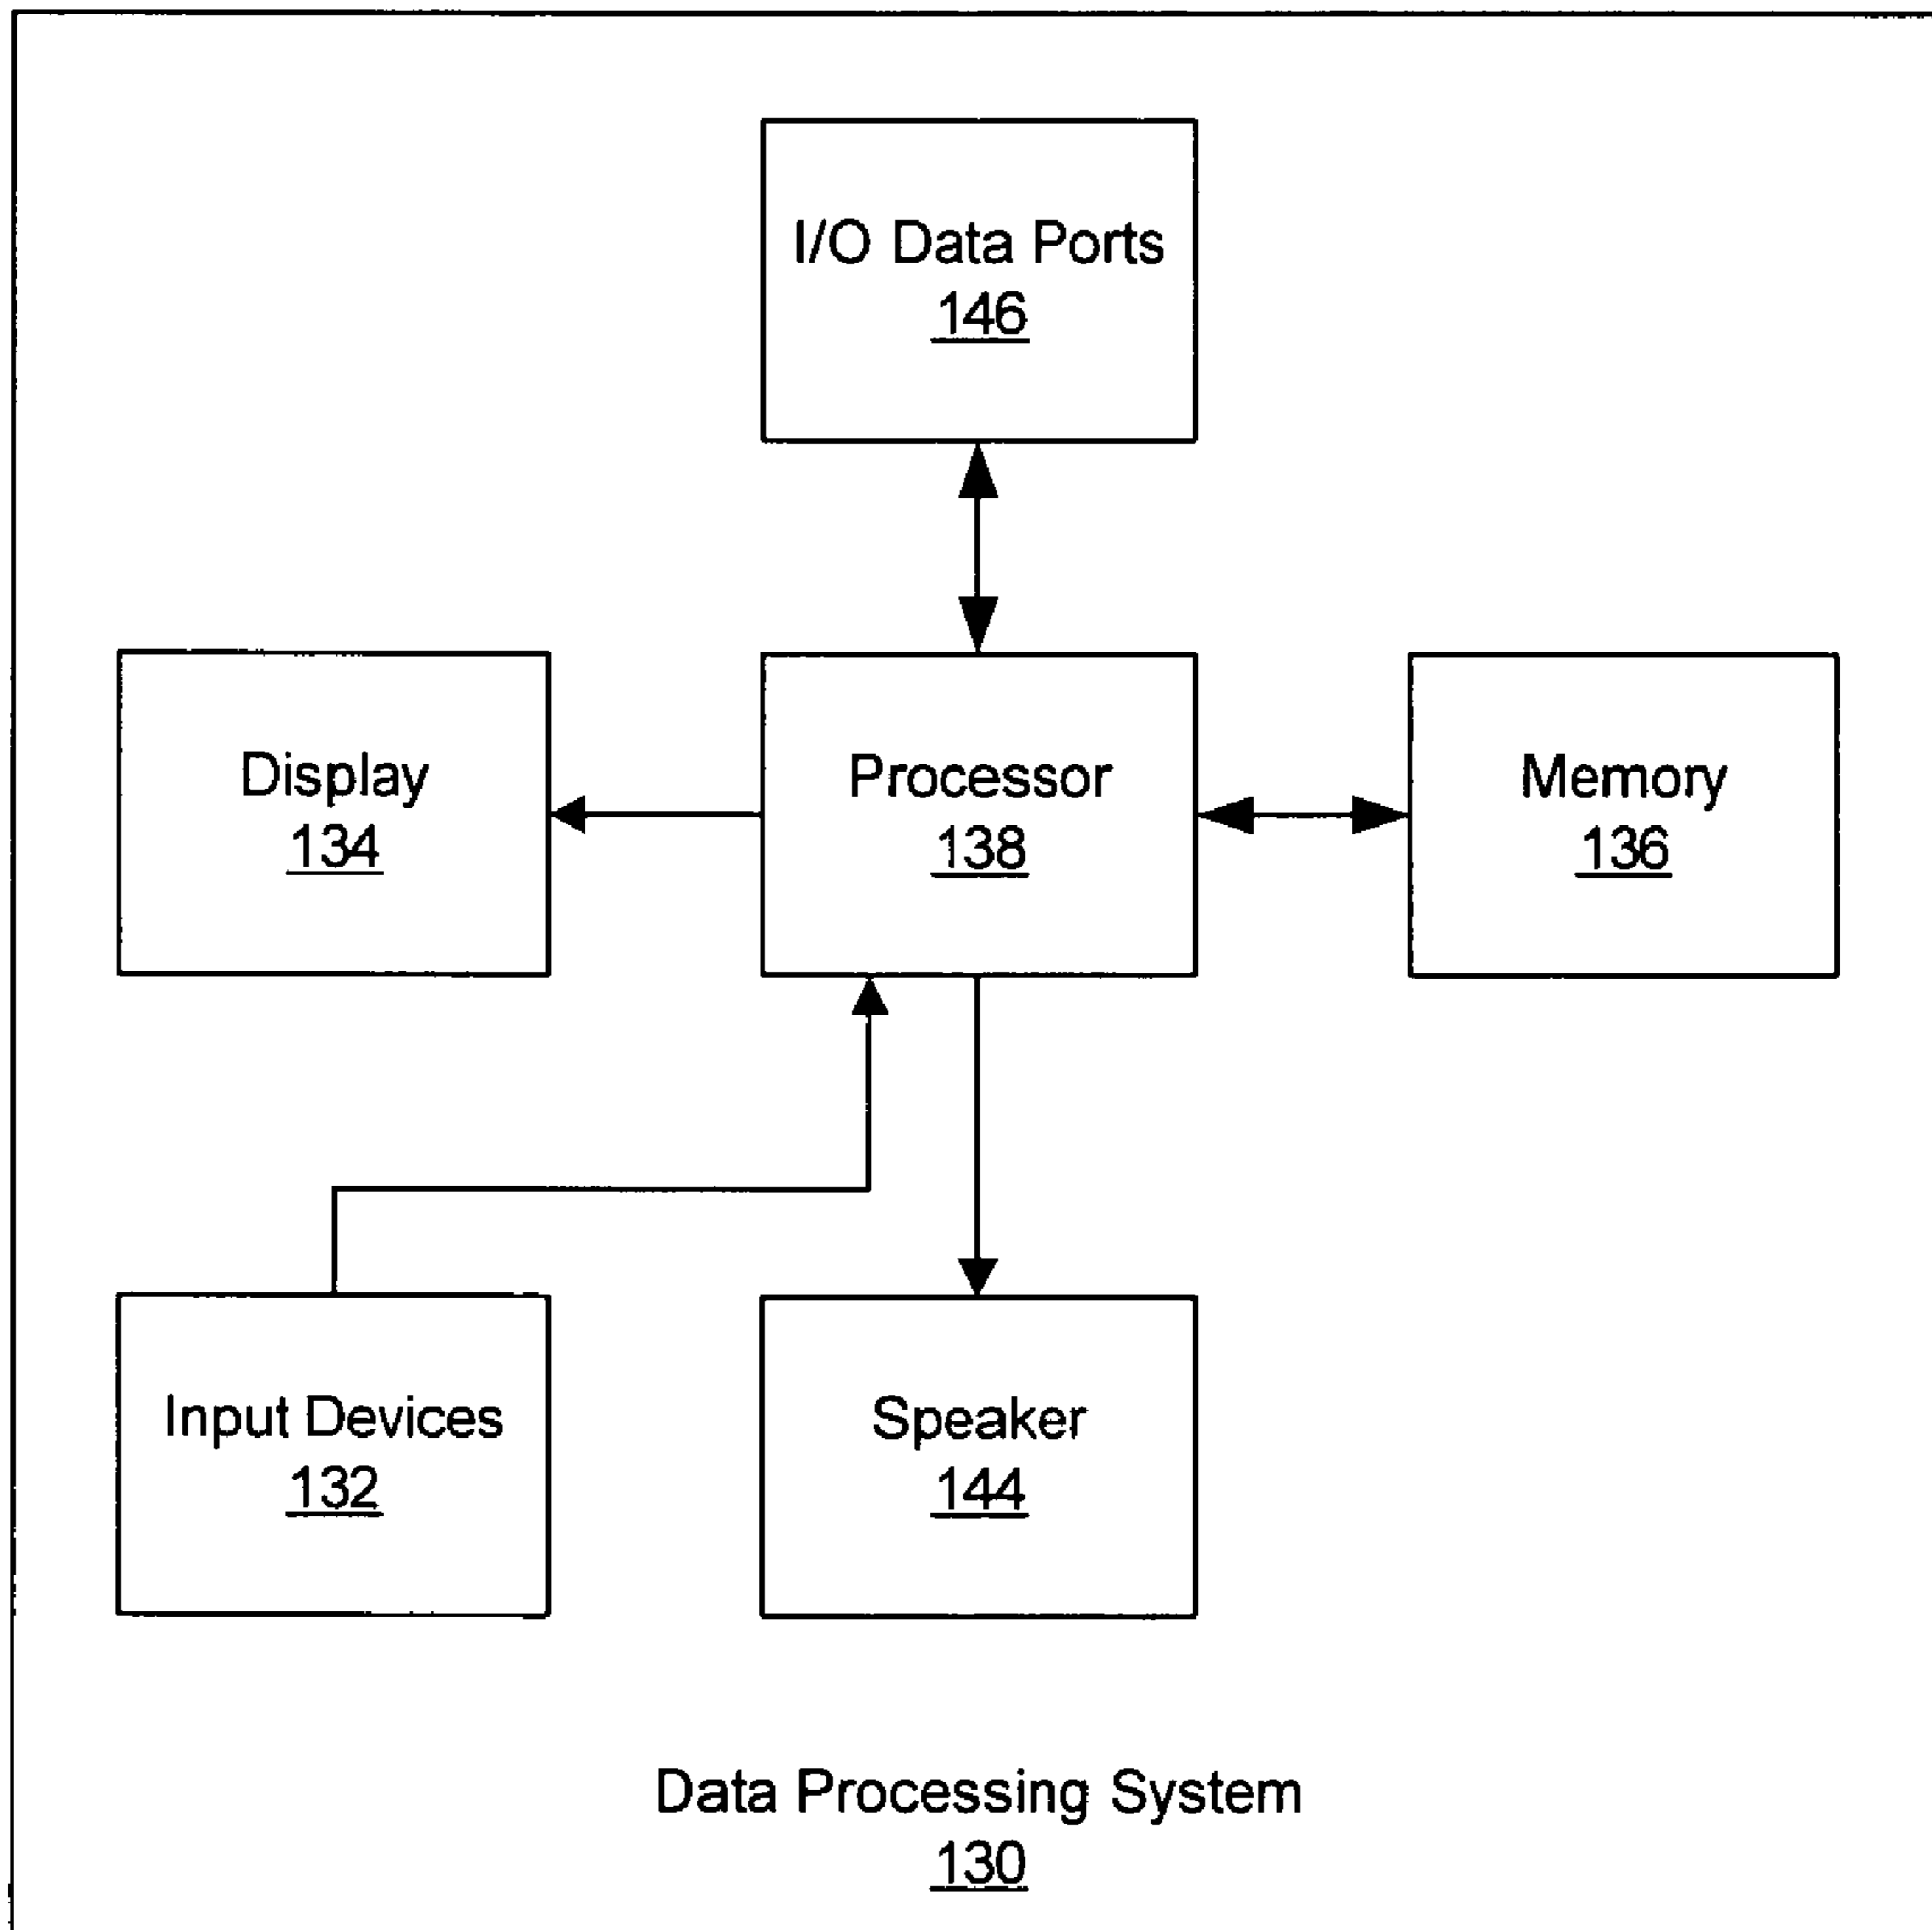 I/O Data Ports
146
Display
134
Processor
138
Memory
136
Input Devices
132
Speaker
144
Data Processing System
130